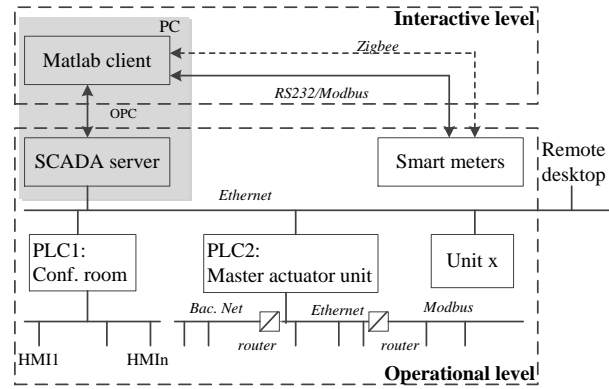 PC
Interactive level
Matlab client
Zigbee
RS232/Modbus
OPC
SCADA server
Smart meters
Remote
desktop
Ethernet
PLC1:
Conf. room
PLC2:
Master actuator unit
Unit x
Bac. Net
Ethernet
Modbus
router
router
HMI1
HMIn
Operational level